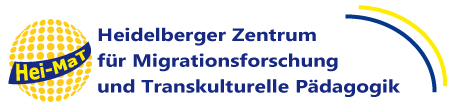 Hei-MaT
Heidelberger Zentrum
für Migrationsforschung
und Transkulturelle Pädagogik